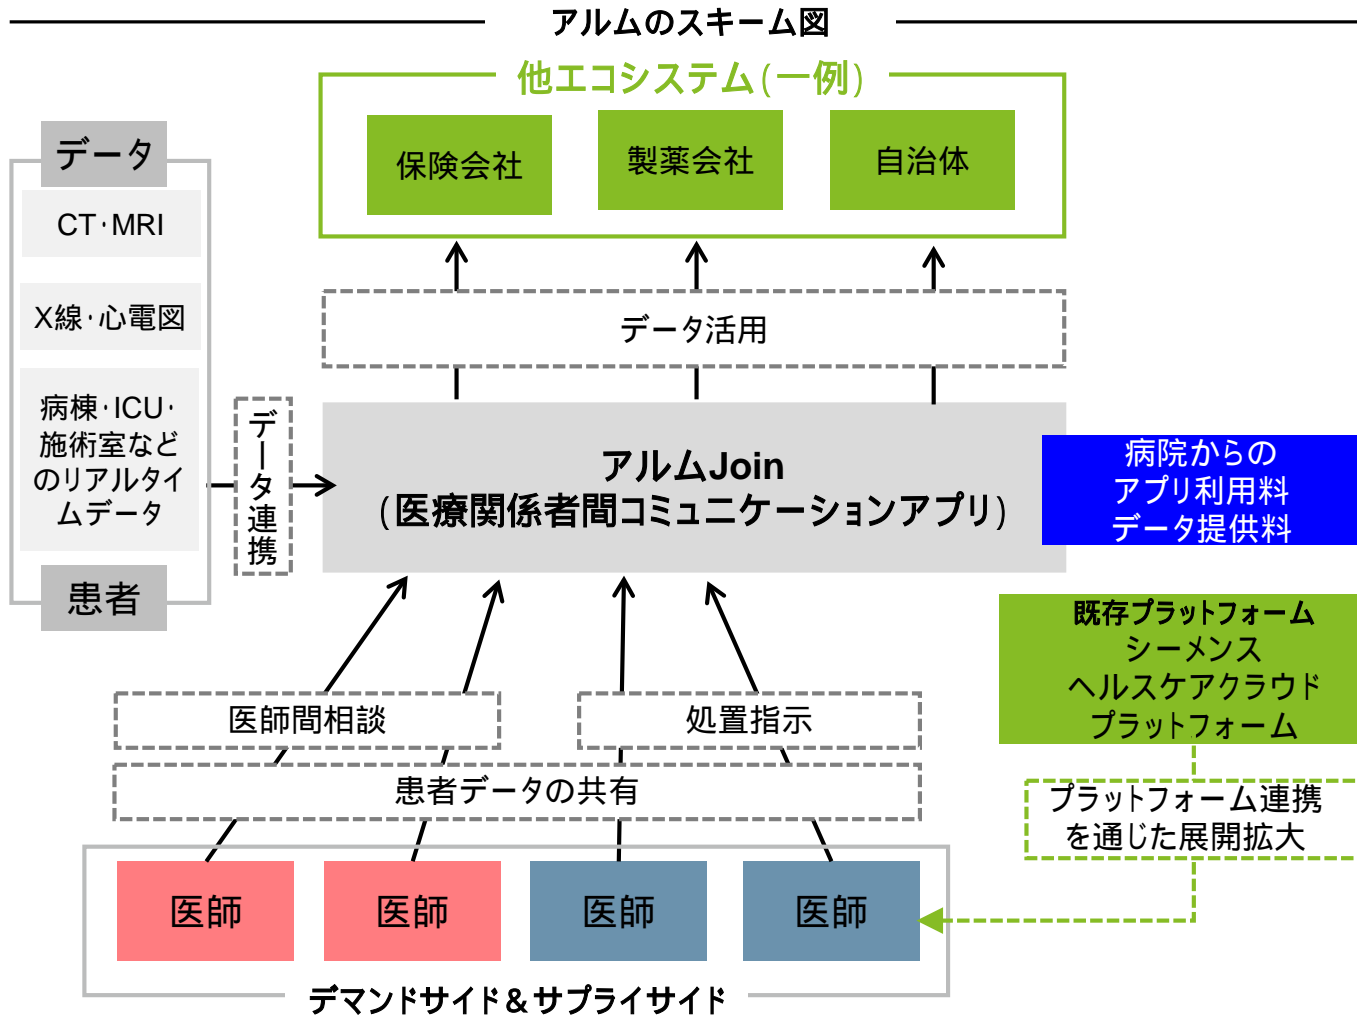 アルムのスキーム図
他エコシステム(一例)
保険会社
製薬会社
自治体
データ
CT・MRI
X線・心電図
病棟・ICU・
施術室など
のリアルタイ
ムデータ
患者
データ連携
データ活用
アルムJoin
(医療関係者間コミュニケーションアプリ)
病院からの
アプリ利用料
データ提供料
既存プラットフォーム
シーメンス
ヘルスケアクラウド
プラットフォーム
プラットフォーム連携
を通じた展開拡大
医師間相談
処置指示
患者データの共有
医師
医師
医師
医師
デマンドサイド&サプライサイド